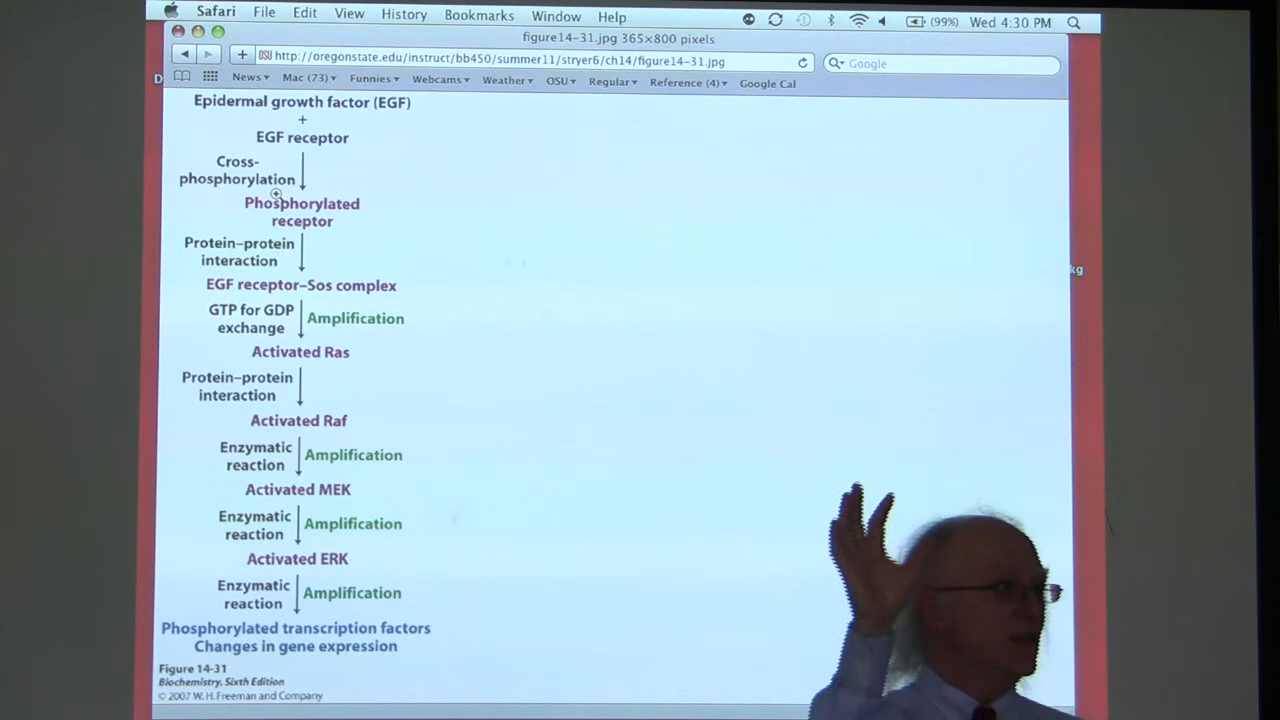 Safari File Edit View History Bookmarks Window Help (99%) Wed 4:30 PM
figure14-31.jpg 365×800 pixels
OSU http://oregonstate.edu/instruct/bb450/summer11/stryer6/ch14/figure14-31.jpg Google
D News Mac (73) Funnies Webcams Weather OSU Regular Reference (4) Google Cal
Epidermal growth factor (EGF)
+
EGF receptor
Cross-
phosphorylation
Phosphorylated
receptor
Protein–protein
interaction
kg
EGF receptor–Sos complex
GTP for GDP
exchange
Amplification
Activated Ras
Protein–protein
interaction
Activated Raf
Enzymatic
reaction
Amplification
Activated MEK
Enzymatic
reaction
Amplification
Activated ERK
Enzymatic
reaction
Amplification
Phosphorylated transcription factors
Changes in gene expression
Figure 14-31
Biochemistry, Sixth Edition
© 2007 W. H. Freeman and Company